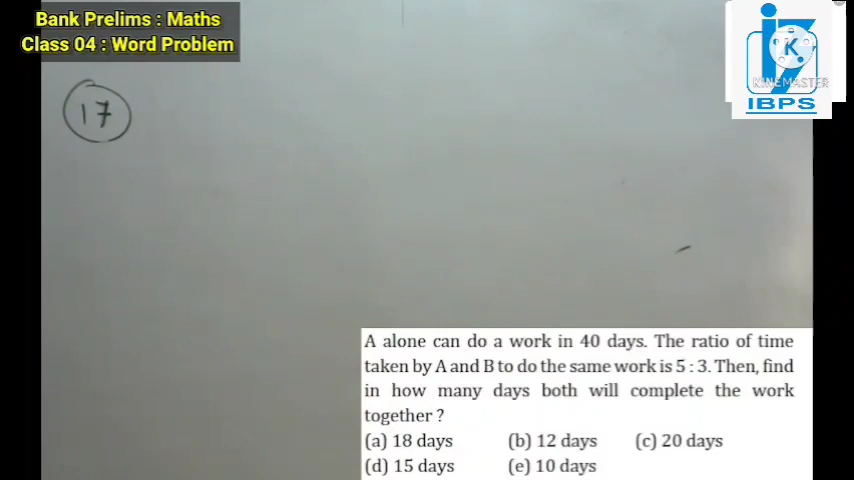 Bank Prelims : Maths
Class 04 : Word Problem
K
KINEMASTER
IBPS
17
A alone can do a work in 40 days. The ratio of time
taken by A and B to do the same work is 5 : 3. Then, find
in how many days both will complete the work
together ?
(a) 18 days (b) 12 days (c) 20 days
(d) 15 days (e) 10 days